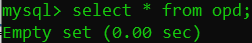 mysql> select * from opd;
Empty set (0.00 sec)